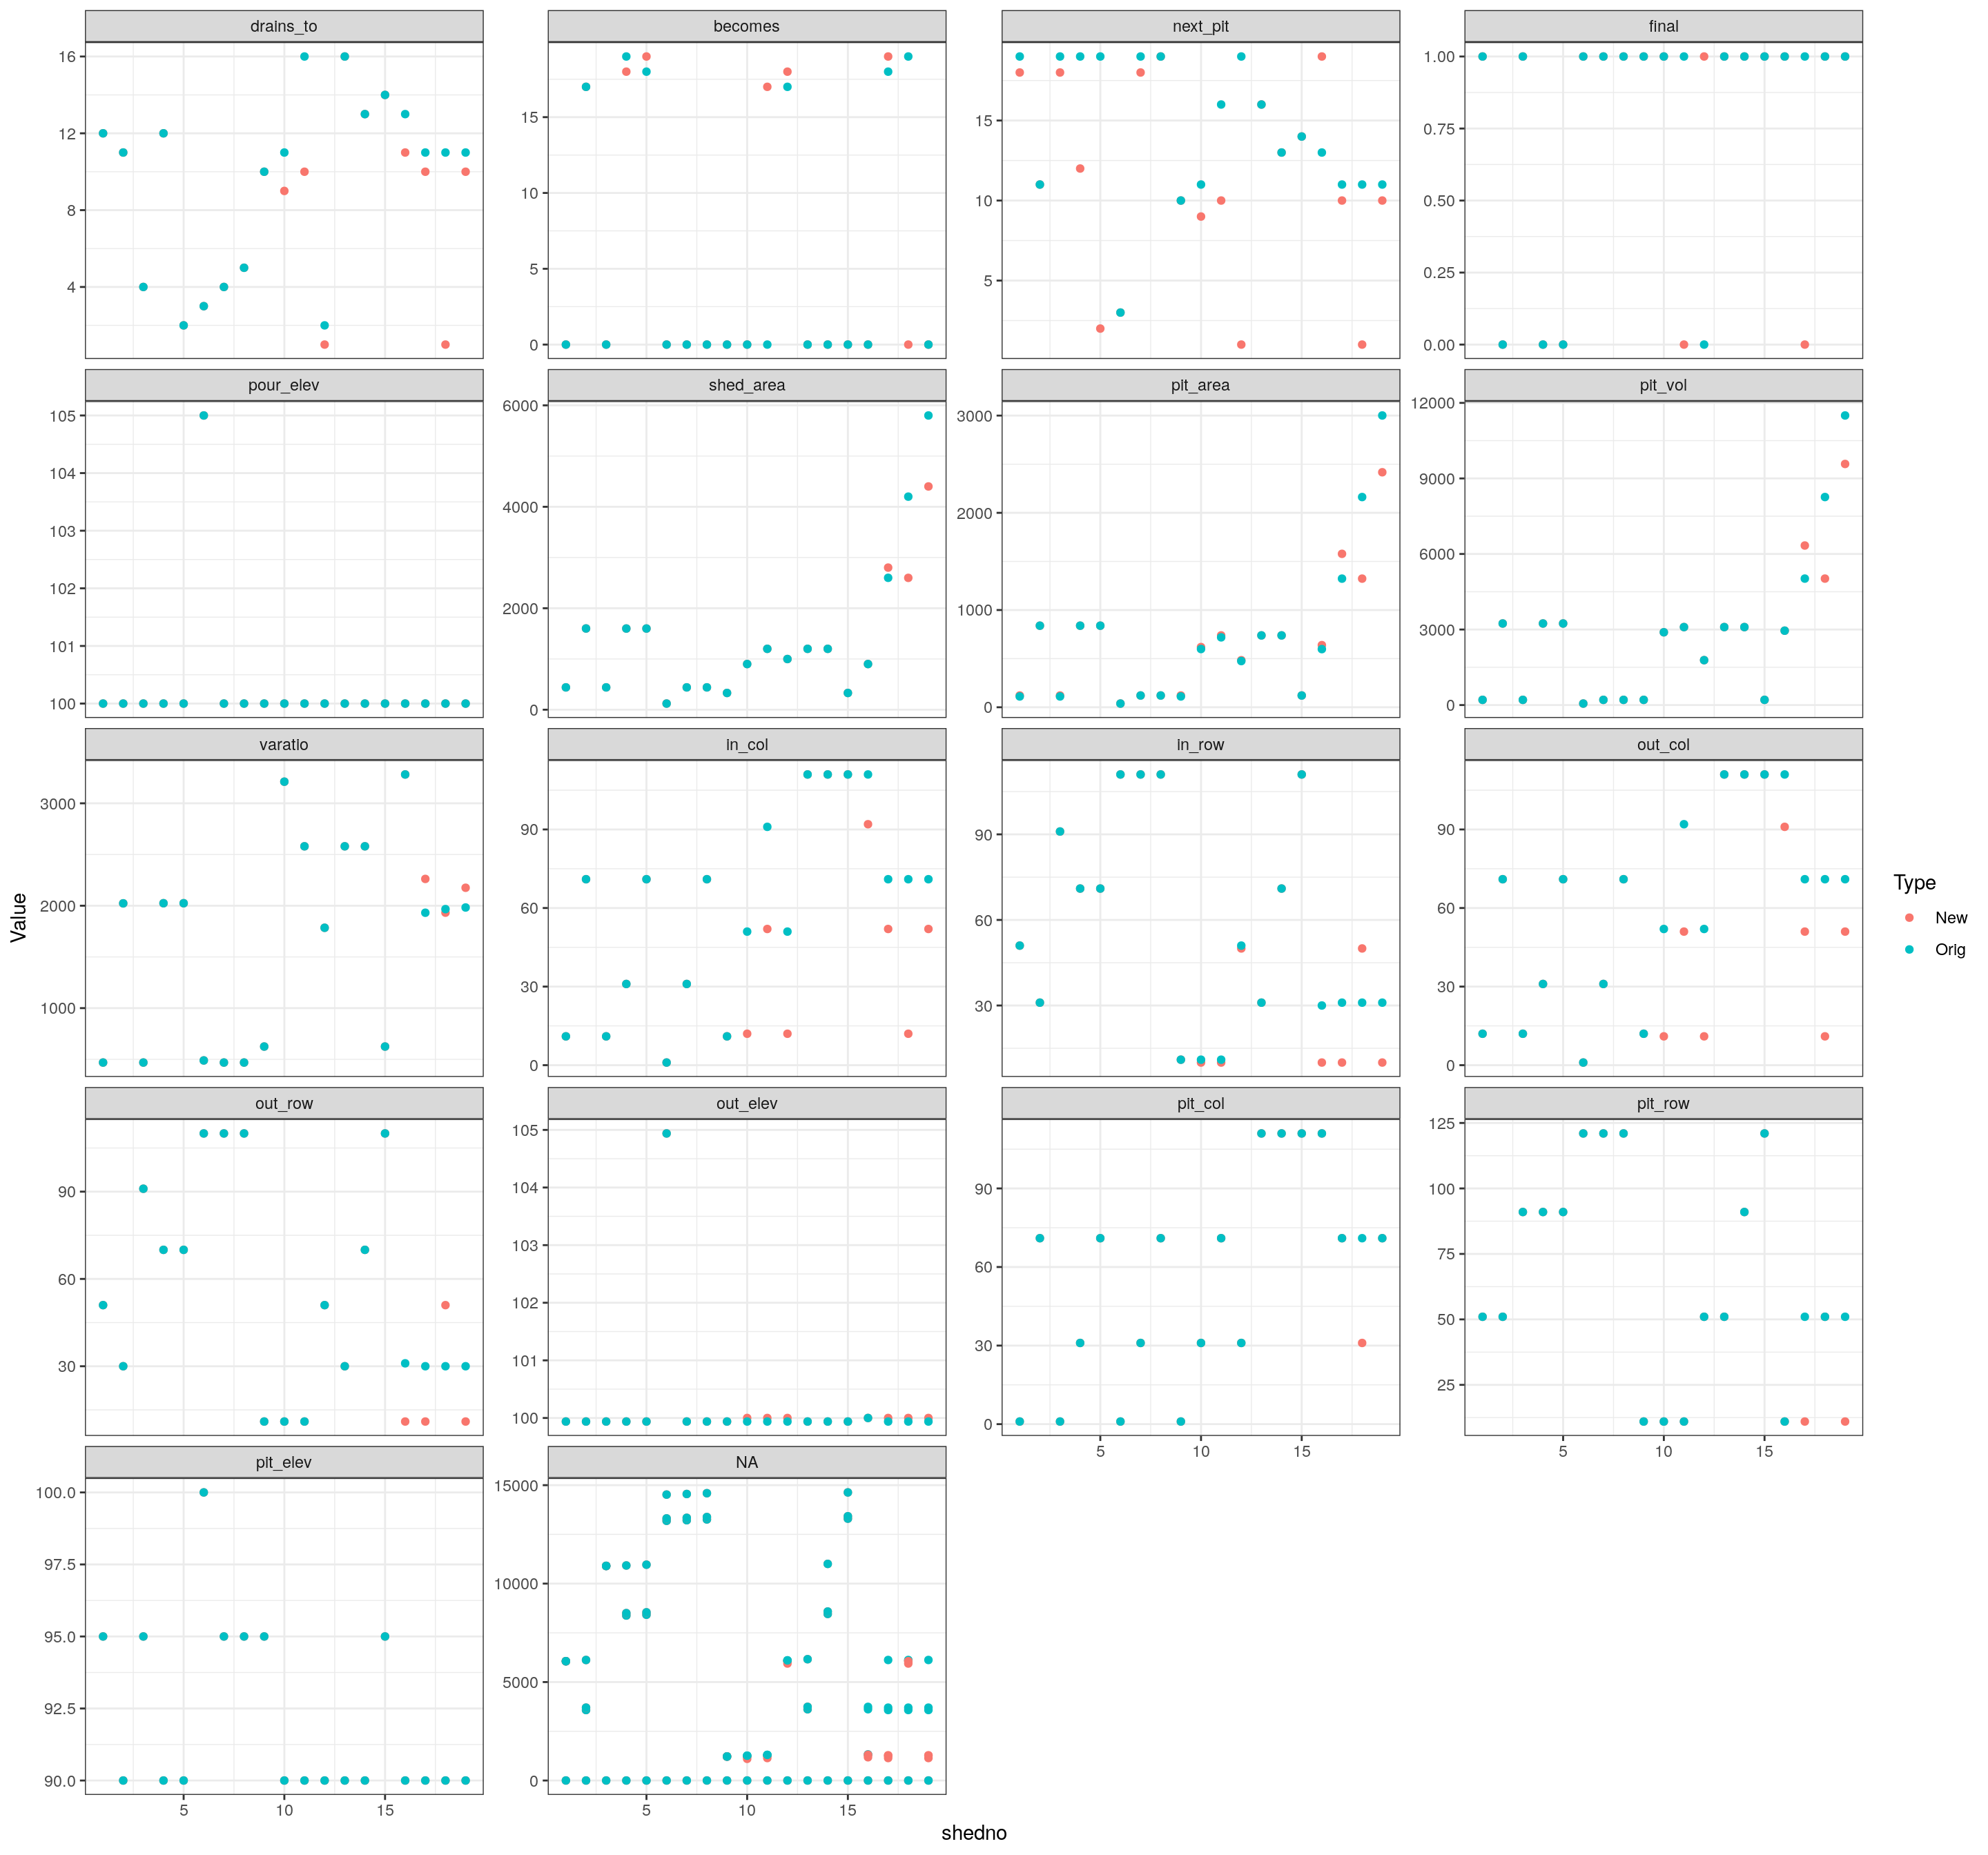 drains_to becomes next_pit final
16 12 8 4
15 10 5 0
15 10 5
1.00 0.75 0.50 0.25 0.00
pour_elev shed_area pit_area pit_vol
105 104 103 102 101 100
6000 4000 2000 0
3000 2000 1000 0
12000 9000 6000 3000 0
varatio in_col in_row out_col
3000 2000 1000
90 60 30 0
90 60 30
90 60 30 0
out_row out_elev pit_col pit_row
90 60 30
105 104 103 102 101 100
90 60 30 0
125 100 75 50 25
5 10 15
5 10 15
pit_elev NA
100.0 97.5 95.0 92.5 90.0
15000 10000 5000 0
5 10 15
5 10 15
shedno
Value
Type
New
Orig